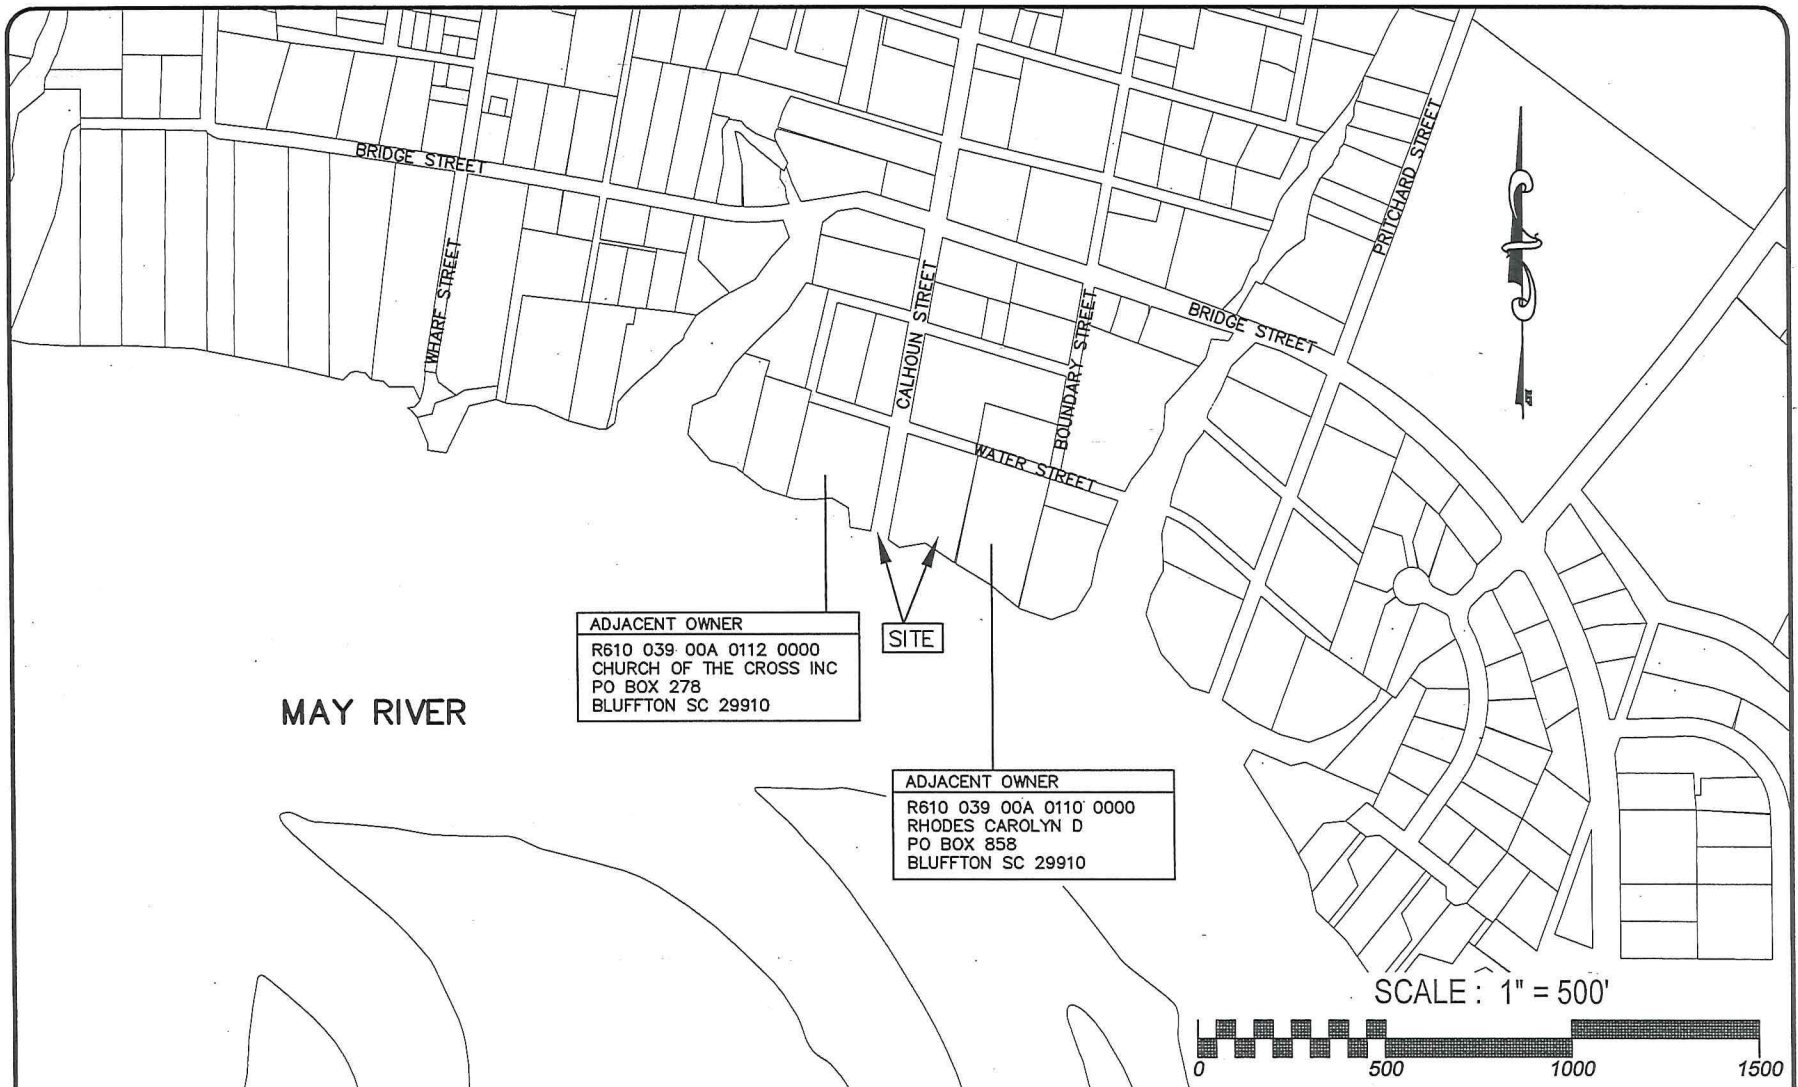 BRIDGE STREET
PRITCHARD STREET
WHARF STREET
CALHOUN STREET
BOUNDARY STREET
BRIDGE STREET
WATER STREET
N
ADJACENT OWNER
R610 039 00A 0112 0000
CHURCH OF THE CROSS INC
PO BOX 278
BLUFFTON SC 29910
SITE
MAY RIVER
ADJACENT OWNER
R610 039 00A 0110 0000
RHODES CAROLYN D
PO BOX 858
BLUFFTON SC 29910
SCALE : 1" = 500'
0 500 1000 1500